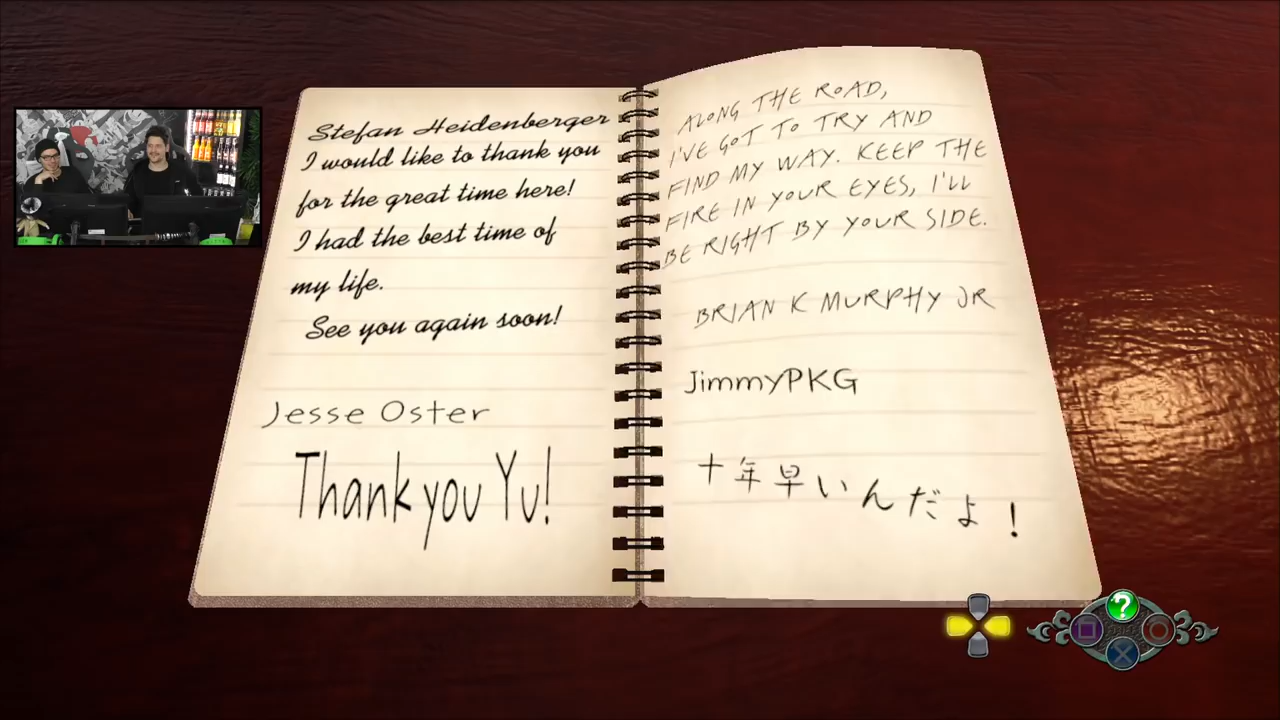 Stefan Heidenberger
I would like to thank you
for the great time here!
I had the best time of
my life.
See you again soon!
Jesse Oster
Thank you Yu!
ALONG THE ROAD,
I'VE GOT TO TRY AND
FIND MY WAY. KEEP THE
FIRE IN YOUR EYES, I'LL
BE RIGHT BY YOUR SIDE.
BRIAN K MURPHY JR
JimmyPKG
十年早いんだよ！
?